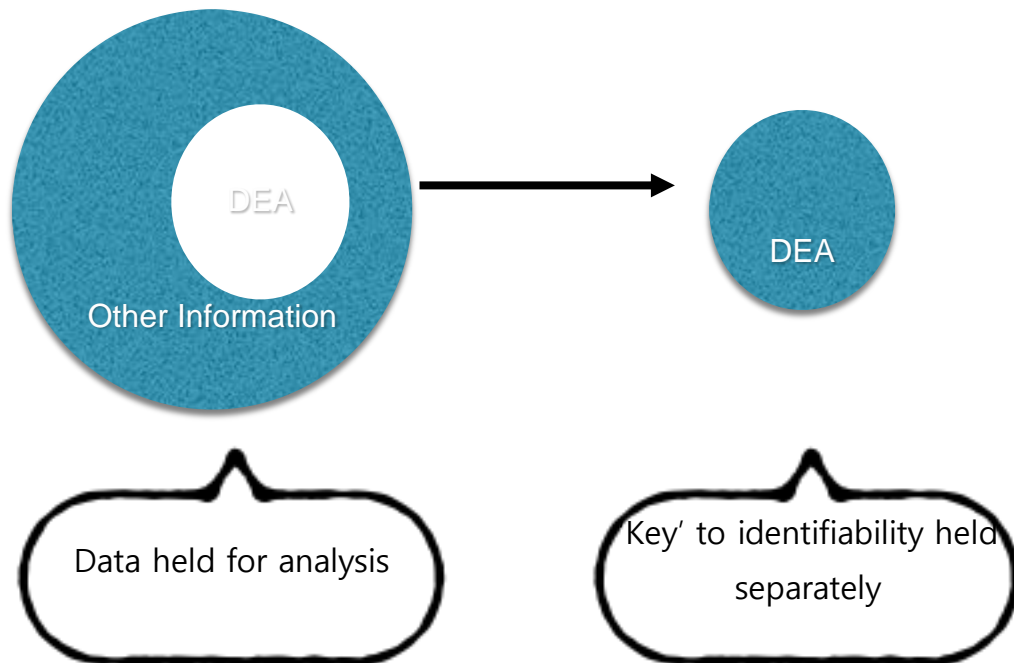 DEA
DEA
Other Information
Data held for analysis
Key’ to identifiability held
separately